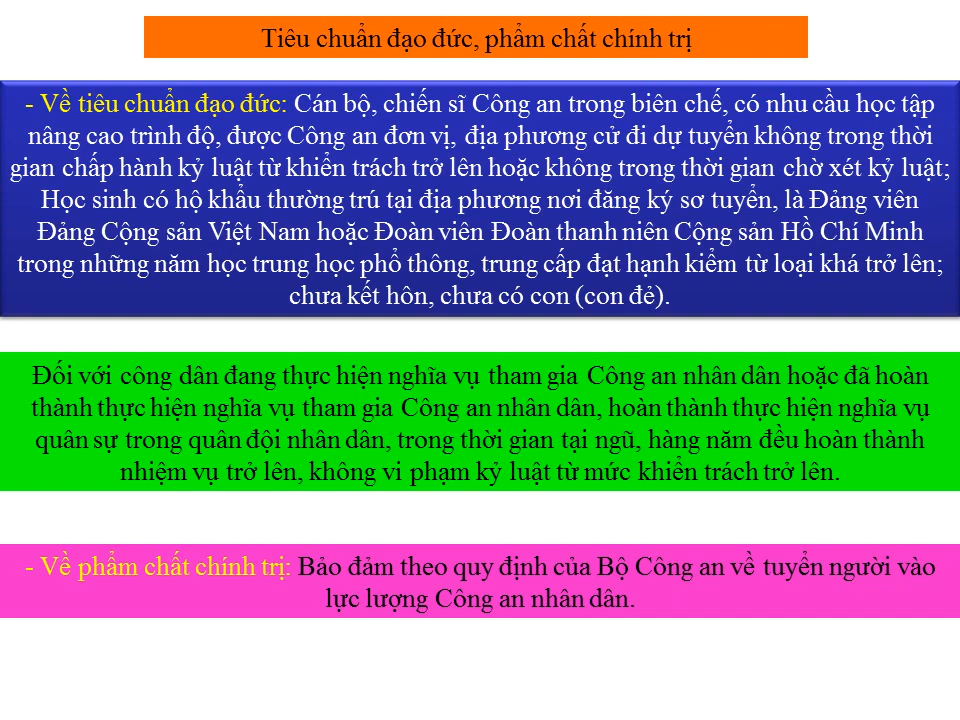 Tiêu chuẩn đạo đức, phẩm chất chính trị
- Về tiêu chuẩn đạo đức: Cán bộ, chiến sĩ Công an trong biên chế, có nhu cầu học tập
nâng cao trình độ, được Công an đơn vị, địa phương cử đi dự tuyển không trong thời
gian chấp hành kỷ luật từ khiển trách trở lên hoặc không trong thời gian chờ xét kỷ luật;
Học sinh có hộ khẩu thường trú tại địa phương nơi đăng ký sơ tuyển, là Đảng viên
Đảng Cộng sản Việt Nam hoặc Đoàn viên Đoàn thanh niên Cộng sản Hồ Chí Minh
trong những năm học trung học phổ thông, trung cấp đạt hạnh kiểm từ loại khá trở lên;
chưa kết hôn, chưa có con (con đẻ).
Đối với công dân đang thực hiện nghĩa vụ tham gia Công an nhân dân hoặc đã hoàn
thành thực hiện nghĩa vụ tham gia Công an nhân dân, hoàn thành thực hiện nghĩa vụ
quân sự trong quân đội nhân dân, trong thời gian tại ngũ, hàng năm đều hoàn thành
nhiệm vụ trở lên, không vi phạm kỷ luật từ mức khiển trách trở lên.
- Về phẩm chất chính trị: Bảo đảm theo quy định của Bộ Công an về tuyển người vào
lực lượng Công an nhân dân.